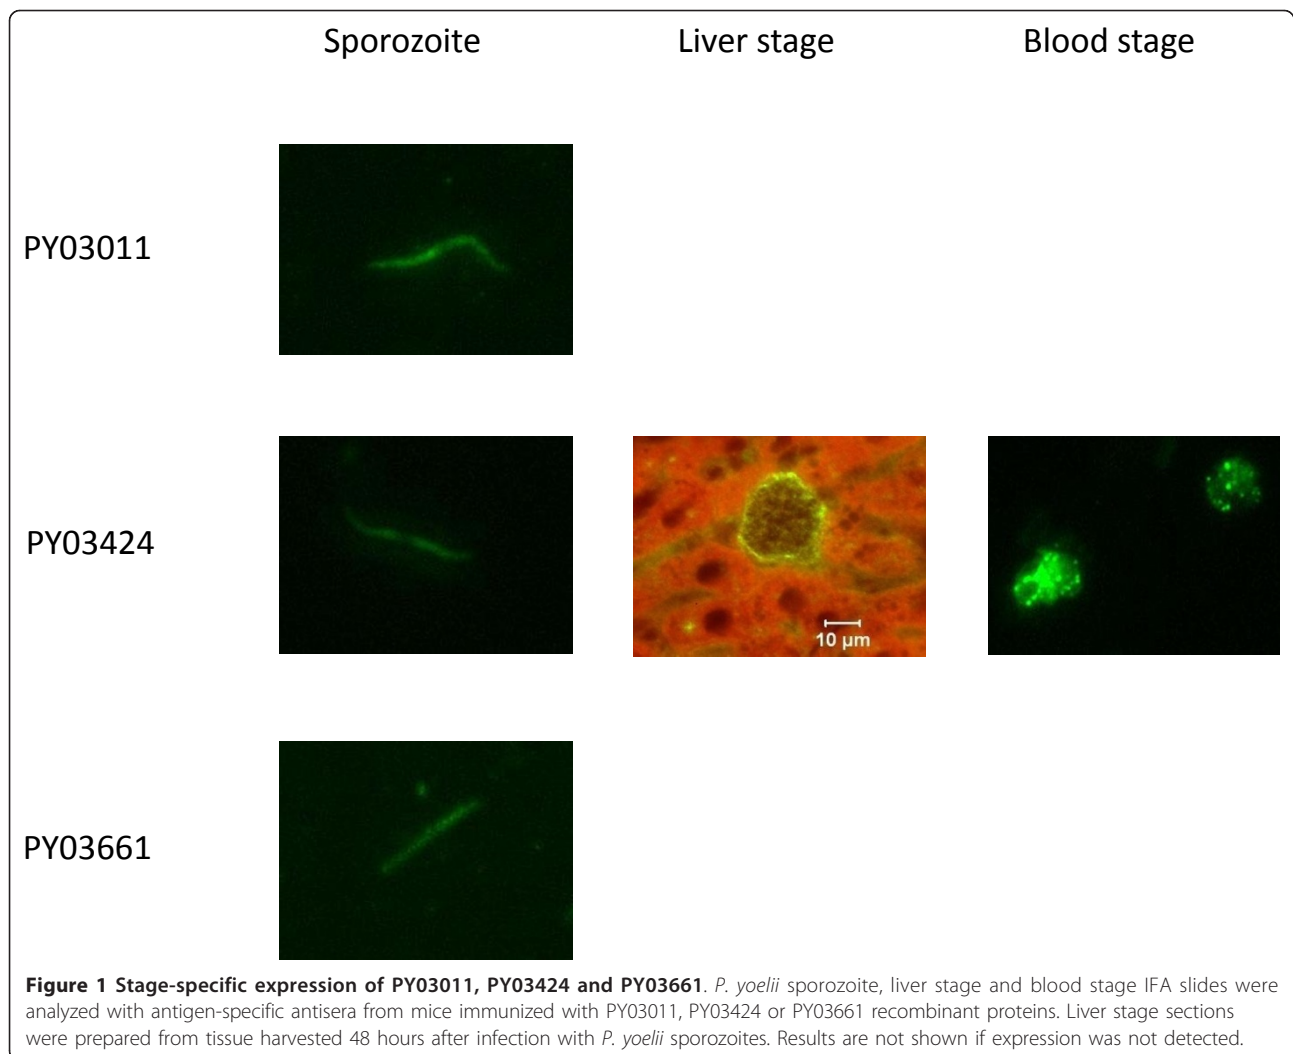 Sporozoite Liver stage Blood stage
PY03011
PY03424
10 µm
PY03661
Figure 1 Stage-specific expression of PY03011, PY03424 and PY03661. P. yoelii sporozoite, liver stage and blood stage IFA slides were
analyzed with antigen-specific antisera from mice immunized with PY03011, PY03424 or PY03661 recombinant proteins. Liver stage sections
were prepared from tissue harvested 48 hours after infection with P. yoelii sporozoites. Results are not shown if expression was not detected.